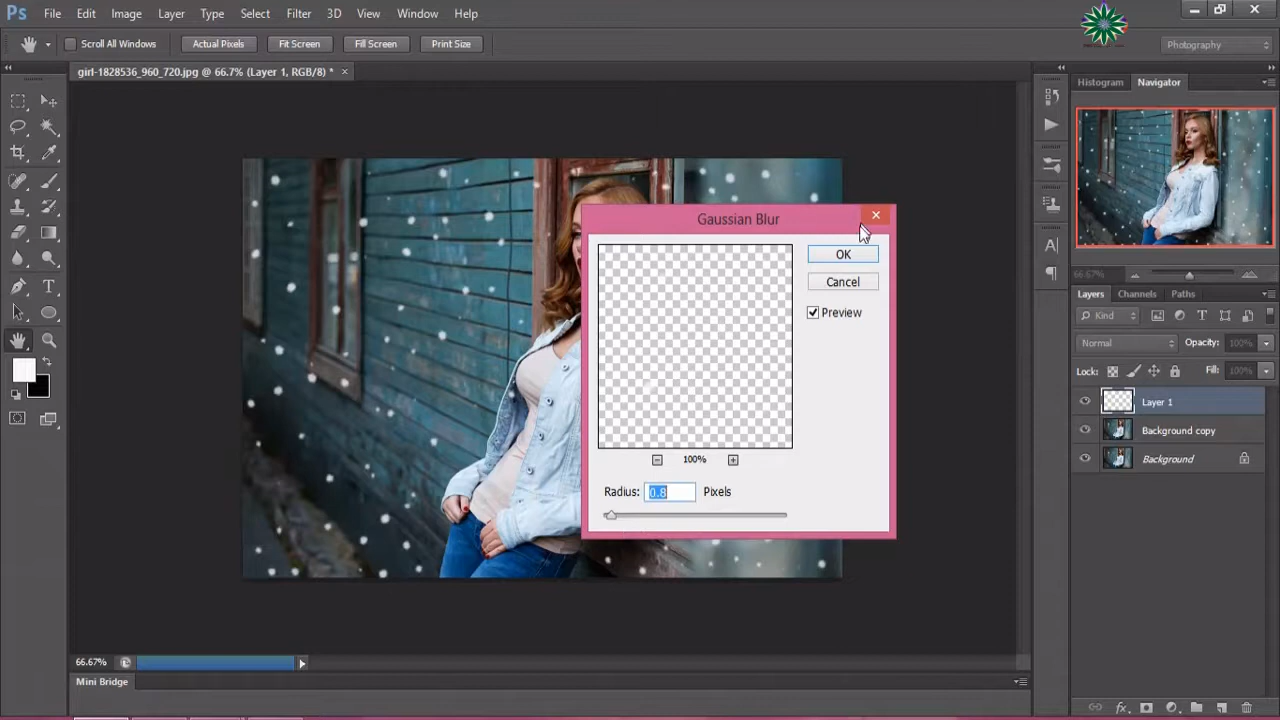 Ps File Edit Image Layer Type Select Filter 3D View Window Help
Scroll All Windows Actual Pixels Fit Screen Fill Screen Print Size Photography
girl-1828536_960_720.jpg @ 66.7% (Layer 1, RGB/8) * ×
Histogram Navigator
Gaussian Blur
OK
Cancel
Preview
100%
Radius: 0.8 Pixels
66.67%
Layers Channels Paths
Kind
Normal Opacity: 100%
Lock: Fill: 100%
Layer 1
Background copy
Background
66.67%
Mini Bridge